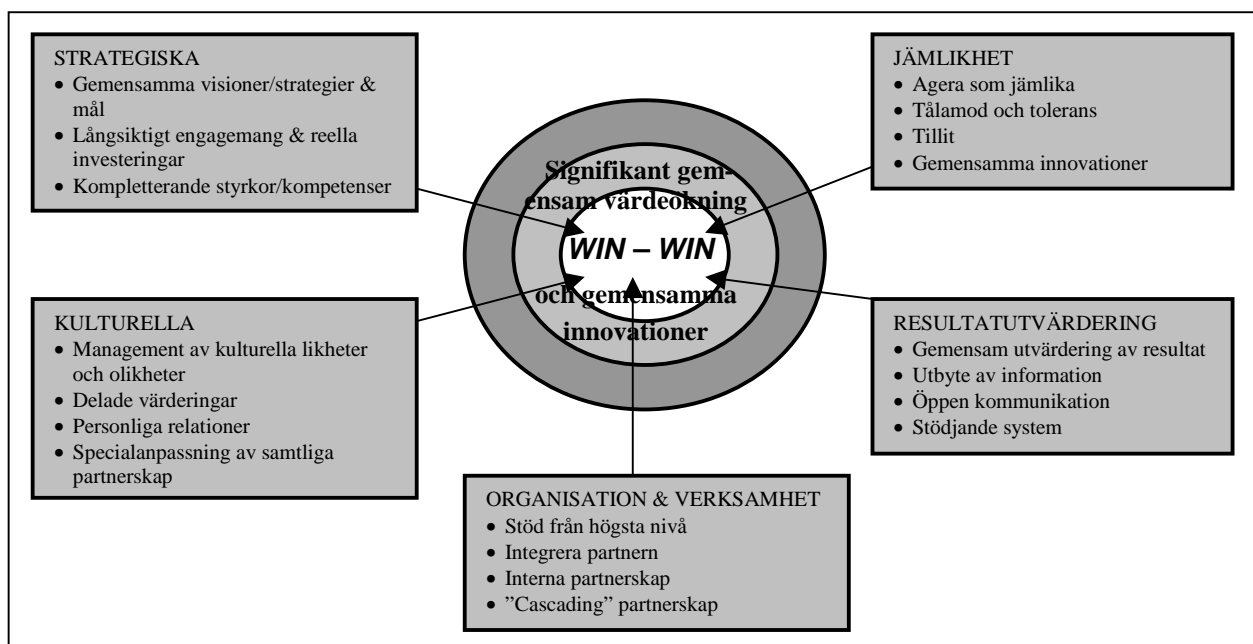 STRATEGISKA
• Gemensamma visioner/strategier &
mål
• Långsiktigt engagemang & reella
investeringar
• Kompletterande styrkor/kompetenser
JÄMLIKHET
• Agera som jämlika
• Tålamod och tolerans
• Tillit
• Gemensamma innovationer
Signifikant gem-
ensam värdeökning
WIN – WIN
och gemensamma
innovationer
KULTURELLA
• Management av kulturella likheter
och olikheter
• Delade värderingar
• Personliga relationer
• Specialanpassning av samtliga
partnerskap
RESULTATUTVÄRDERING
• Gemensam utvärdering av resultat
• Utbyte av information
• Öppen kommunikation
• Stödjande system
ORGANISATION & VERKSAMHET
• Stöd från högsta nivå
• Integrera partnern
• Interna partnerskap
• ”Cascading” partnerskap